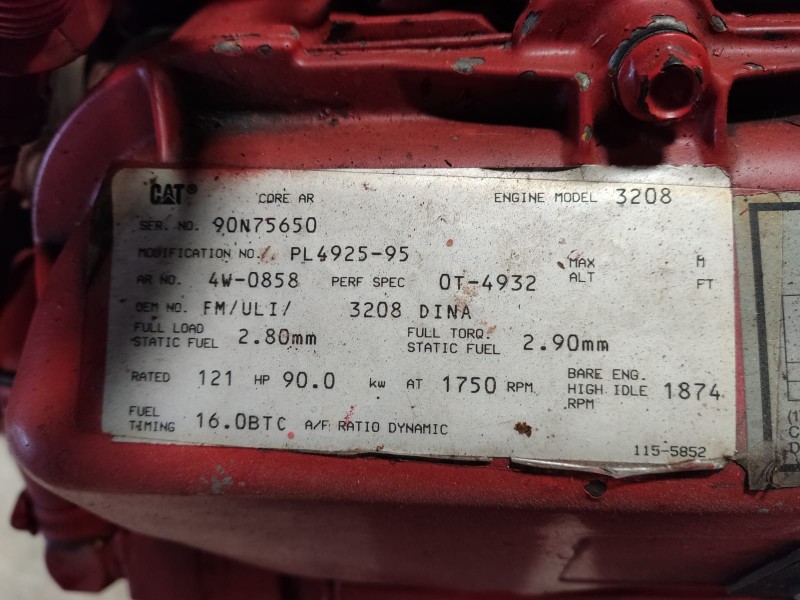 CAT® CORE AR ENGINE MODEL 3208
SER. NO. 90N75650
MODIFICATION NO./ PL4925-95
AR NO. 4W-0858 PERF SPEC 0T-4932 MAX ALT M FT
OEM NO. FM/ULI/ 3208 DINA
FULL LOAD STATIC FUEL 2.80mm FULL TORQ. STATIC FUEL 2.90mm
RATED 121 HP 90.0 kw AT 1750 RPM BARE ENG. HIGH IDLE RPM 1874
FUEL TIMING 16.0BTC A/F RATIO DYNAMIC
115-5852